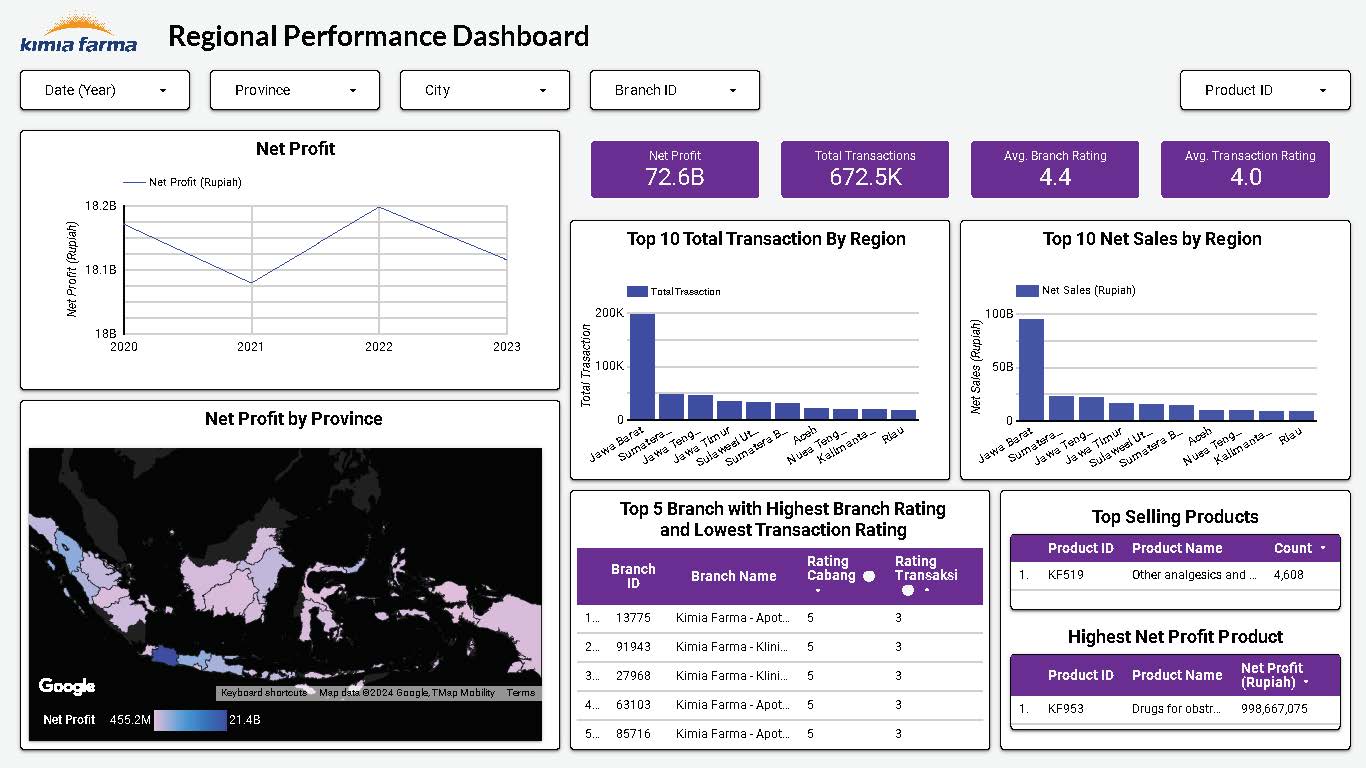 kimia farma
Regional Performance Dashboard
Date (Year)
Province
City
Branch ID
Product ID
Net Profit
Net Profit (Rupiah)
Net Profit (Rupiah)
18.2B
18.1B
18B
2020 2021 2022 2023
Net Profit
72.6B
Total Transactions
672.5K
Avg. Branch Rating
4.4
Avg. Transaction Rating
4.0
Top 10 Total Transaction By Region
Total Trasaction
Total Trasaction
200K
100K
0
Jawa Barat
Sumatera…
Jawa Teng…
Jawa Timur
Sulawesi Ut…
Sumatera B…
Aceh
Nusa Teng…
Kalimanta…
Riau
Top 10 Net Sales by Region
Net Sales (Rupiah)
Net Sales (Rupiah)
100B
50B
0
Jawa Barat
Sumatera…
Jawa Teng…
Jawa Timur
Sulawesi Ut…
Sumatera B…
Aceh
Nusa Teng…
Kalimanta…
Riau
Net Profit by Province
Google
Keyboard shortcuts Map data ©2024 Google, TMap Mobility Terms
Net Profit 455.2M 21.4B
Top 5 Branch with Highest Branch Rating
and Lowest Transaction Rating
Branch ID
Branch Name
Rating Cabang
Rating Transaksi
1… 13775 Kimia Farma - Apot… 5 3
2… 91943 Kimia Farma - Klini… 5 3
3… 27968 Kimia Farma - Klini… 5 3
4… 63103 Kimia Farma - Apot… 5 3
5… 85716 Kimia Farma - Apot… 5 3
Top Selling Products
Product ID Product Name Count
1. KF519 Other analgesics and … 4,608
Highest Net Profit Product
Product ID Product Name Net Profit (Rupiah)
1. KF953 Drugs for obstr… 998,667,075